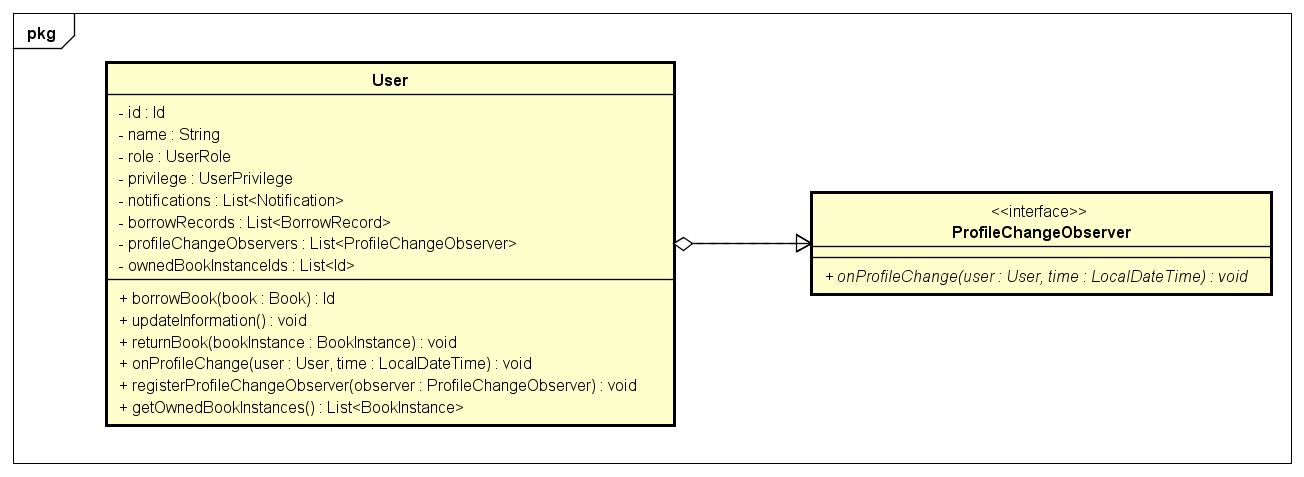 pkg
User
- id : Id
- name : String
- role : UserRole
- privilege : UserPrivilege
- notifications : List<Notification>
- borrowRecords : List<BorrowRecord>
- profileChangeObservers : List<ProfileChangeObserver>
- ownedBookInstanceIds : List<Id>
+ borrowBook(book : Book) : Id
+ updateInformation() : void
+ returnBook(bookInstance : BookInstance) : void
+ onProfileChange(user : User, time : LocalDateTime) : void
+ registerProfileChangeObserver(observer : ProfileChangeObserver) : void
+ getOwnedBookInstances() : List<BookInstance>
<<interface>>
ProfileChangeObserver
+ onProfileChange(user : User, time : LocalDateTime) : void